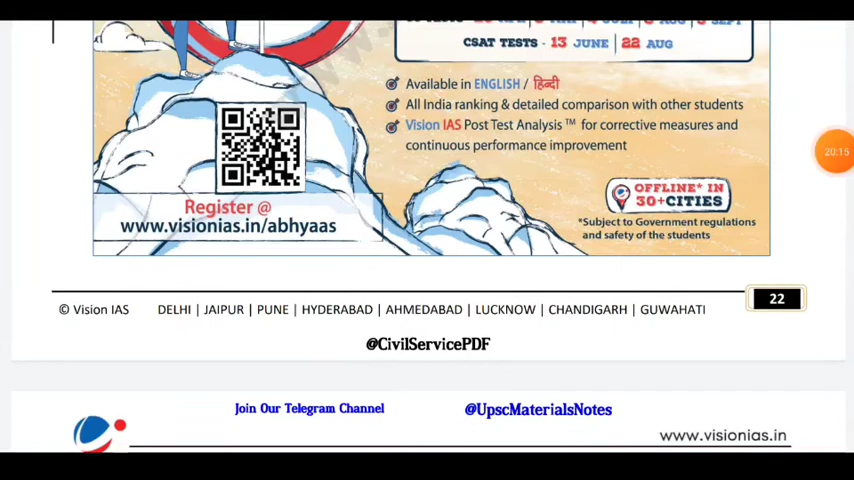 CSAT TESTS - 13 JUNE | 22 AUG
Available in ENGLISH / हिन्दी
All India ranking & detailed comparison with other students
Vision IAS Post Test Analysis ™ for corrective measures and
continuous performance improvement
OFFLINE* IN
30+CITIES
*Subject to Government regulations
and safety of the students
Register @
www.visionias.in/abhyaas
20:15
© Vision IAS DELHI | JAIPUR | PUNE | HYDERABAD | AHMEDABAD | LUCKNOW | CHANDIGARH | GUWAHATI
22
@CivilServicePDF
Join Our Telegram Channel @UpscMaterialsNotes
www.visionias.in